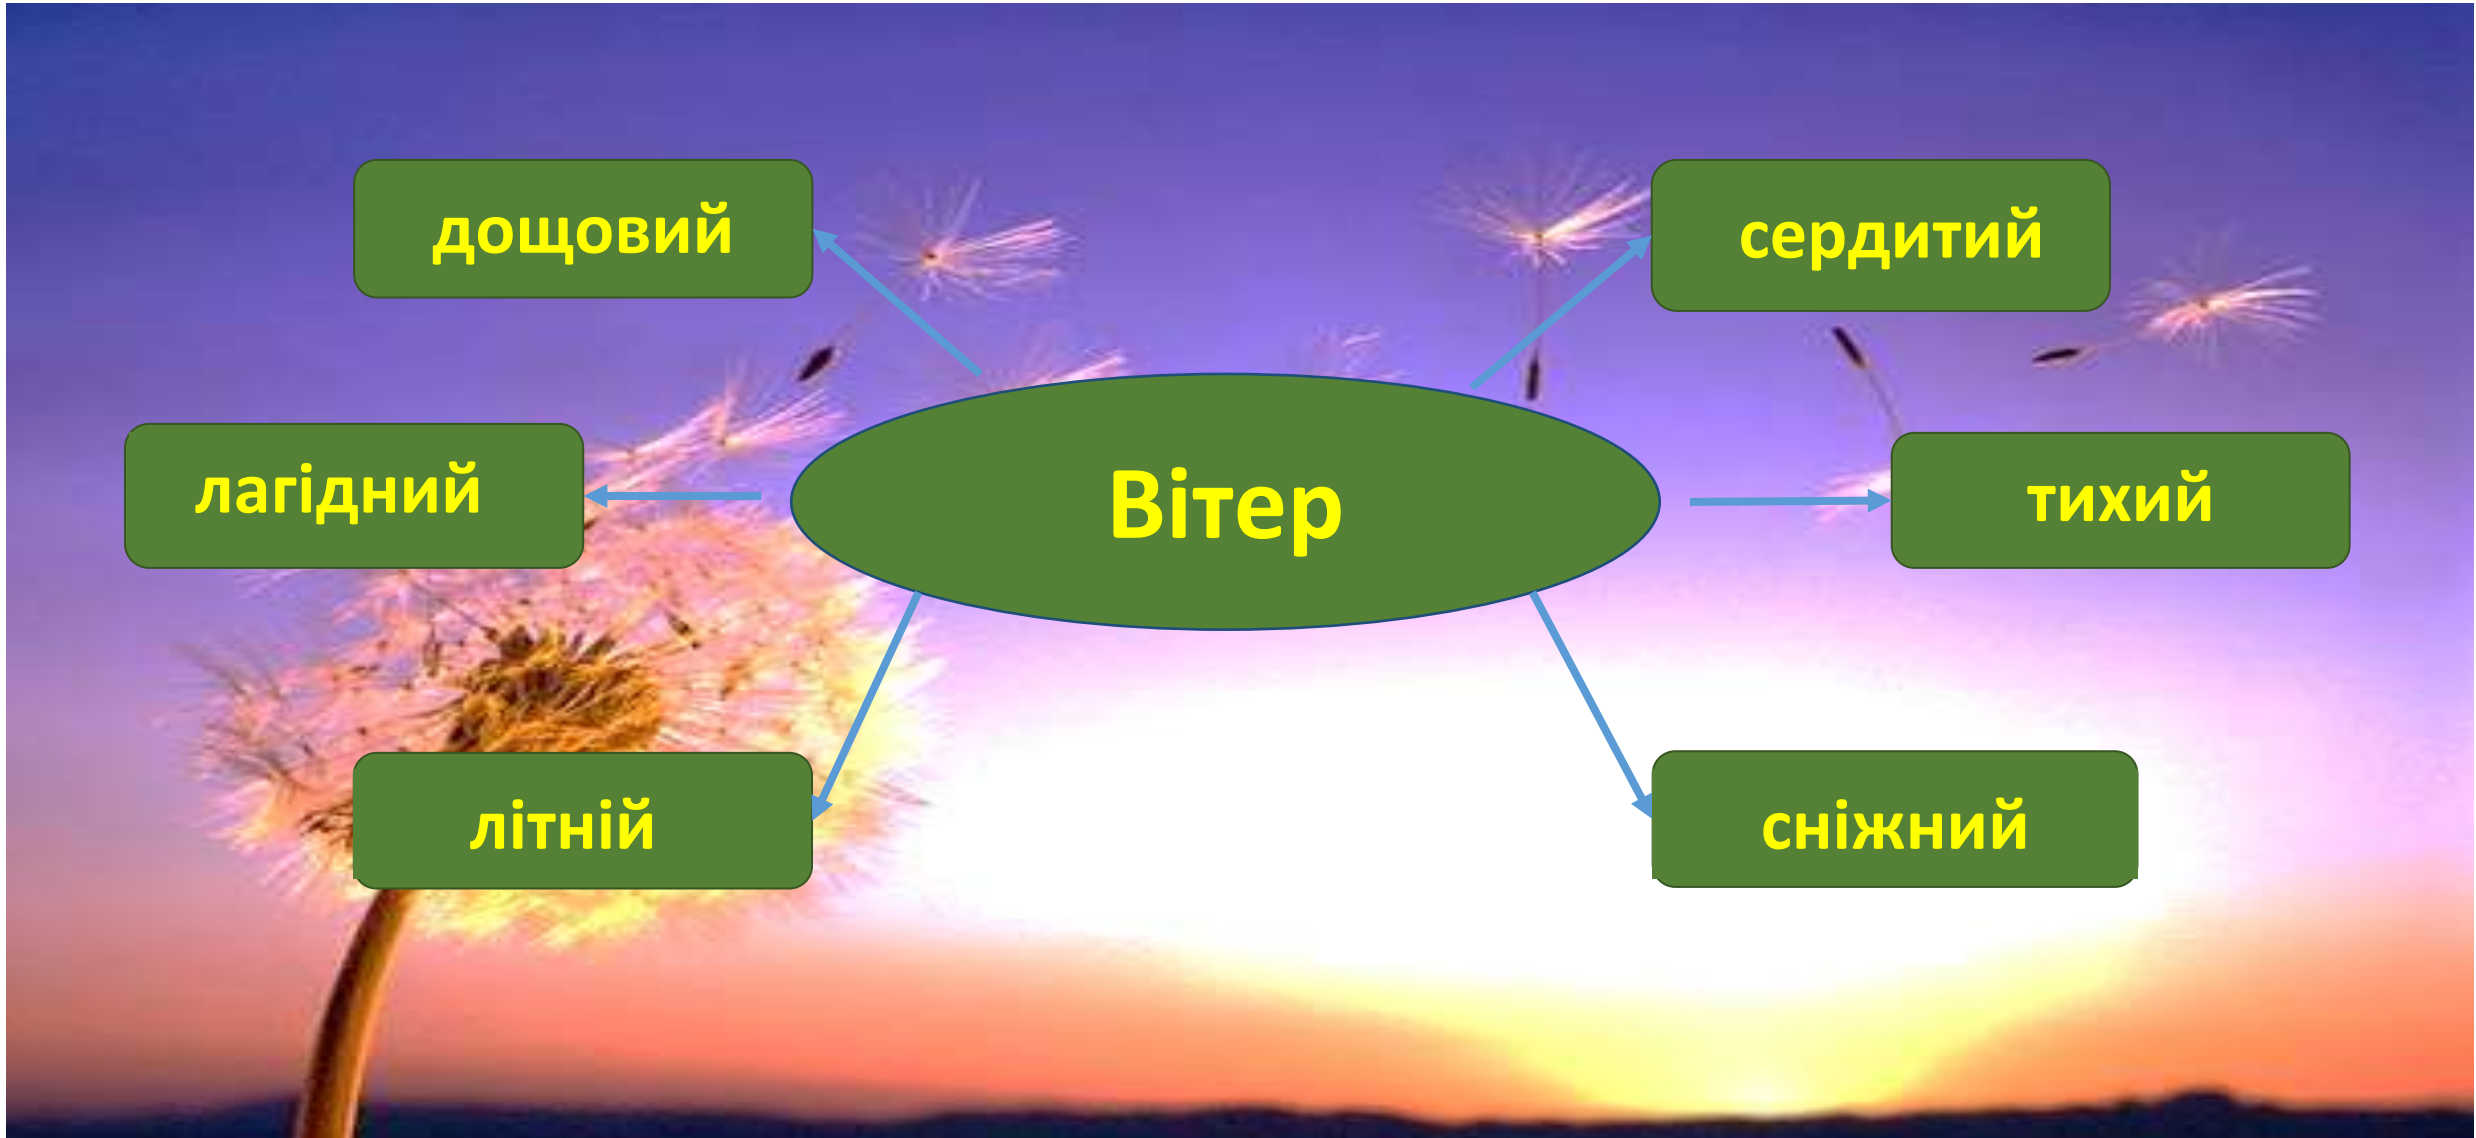 дощовий
сердитий
лагідний
Вітер
тихий
літній
сніжний